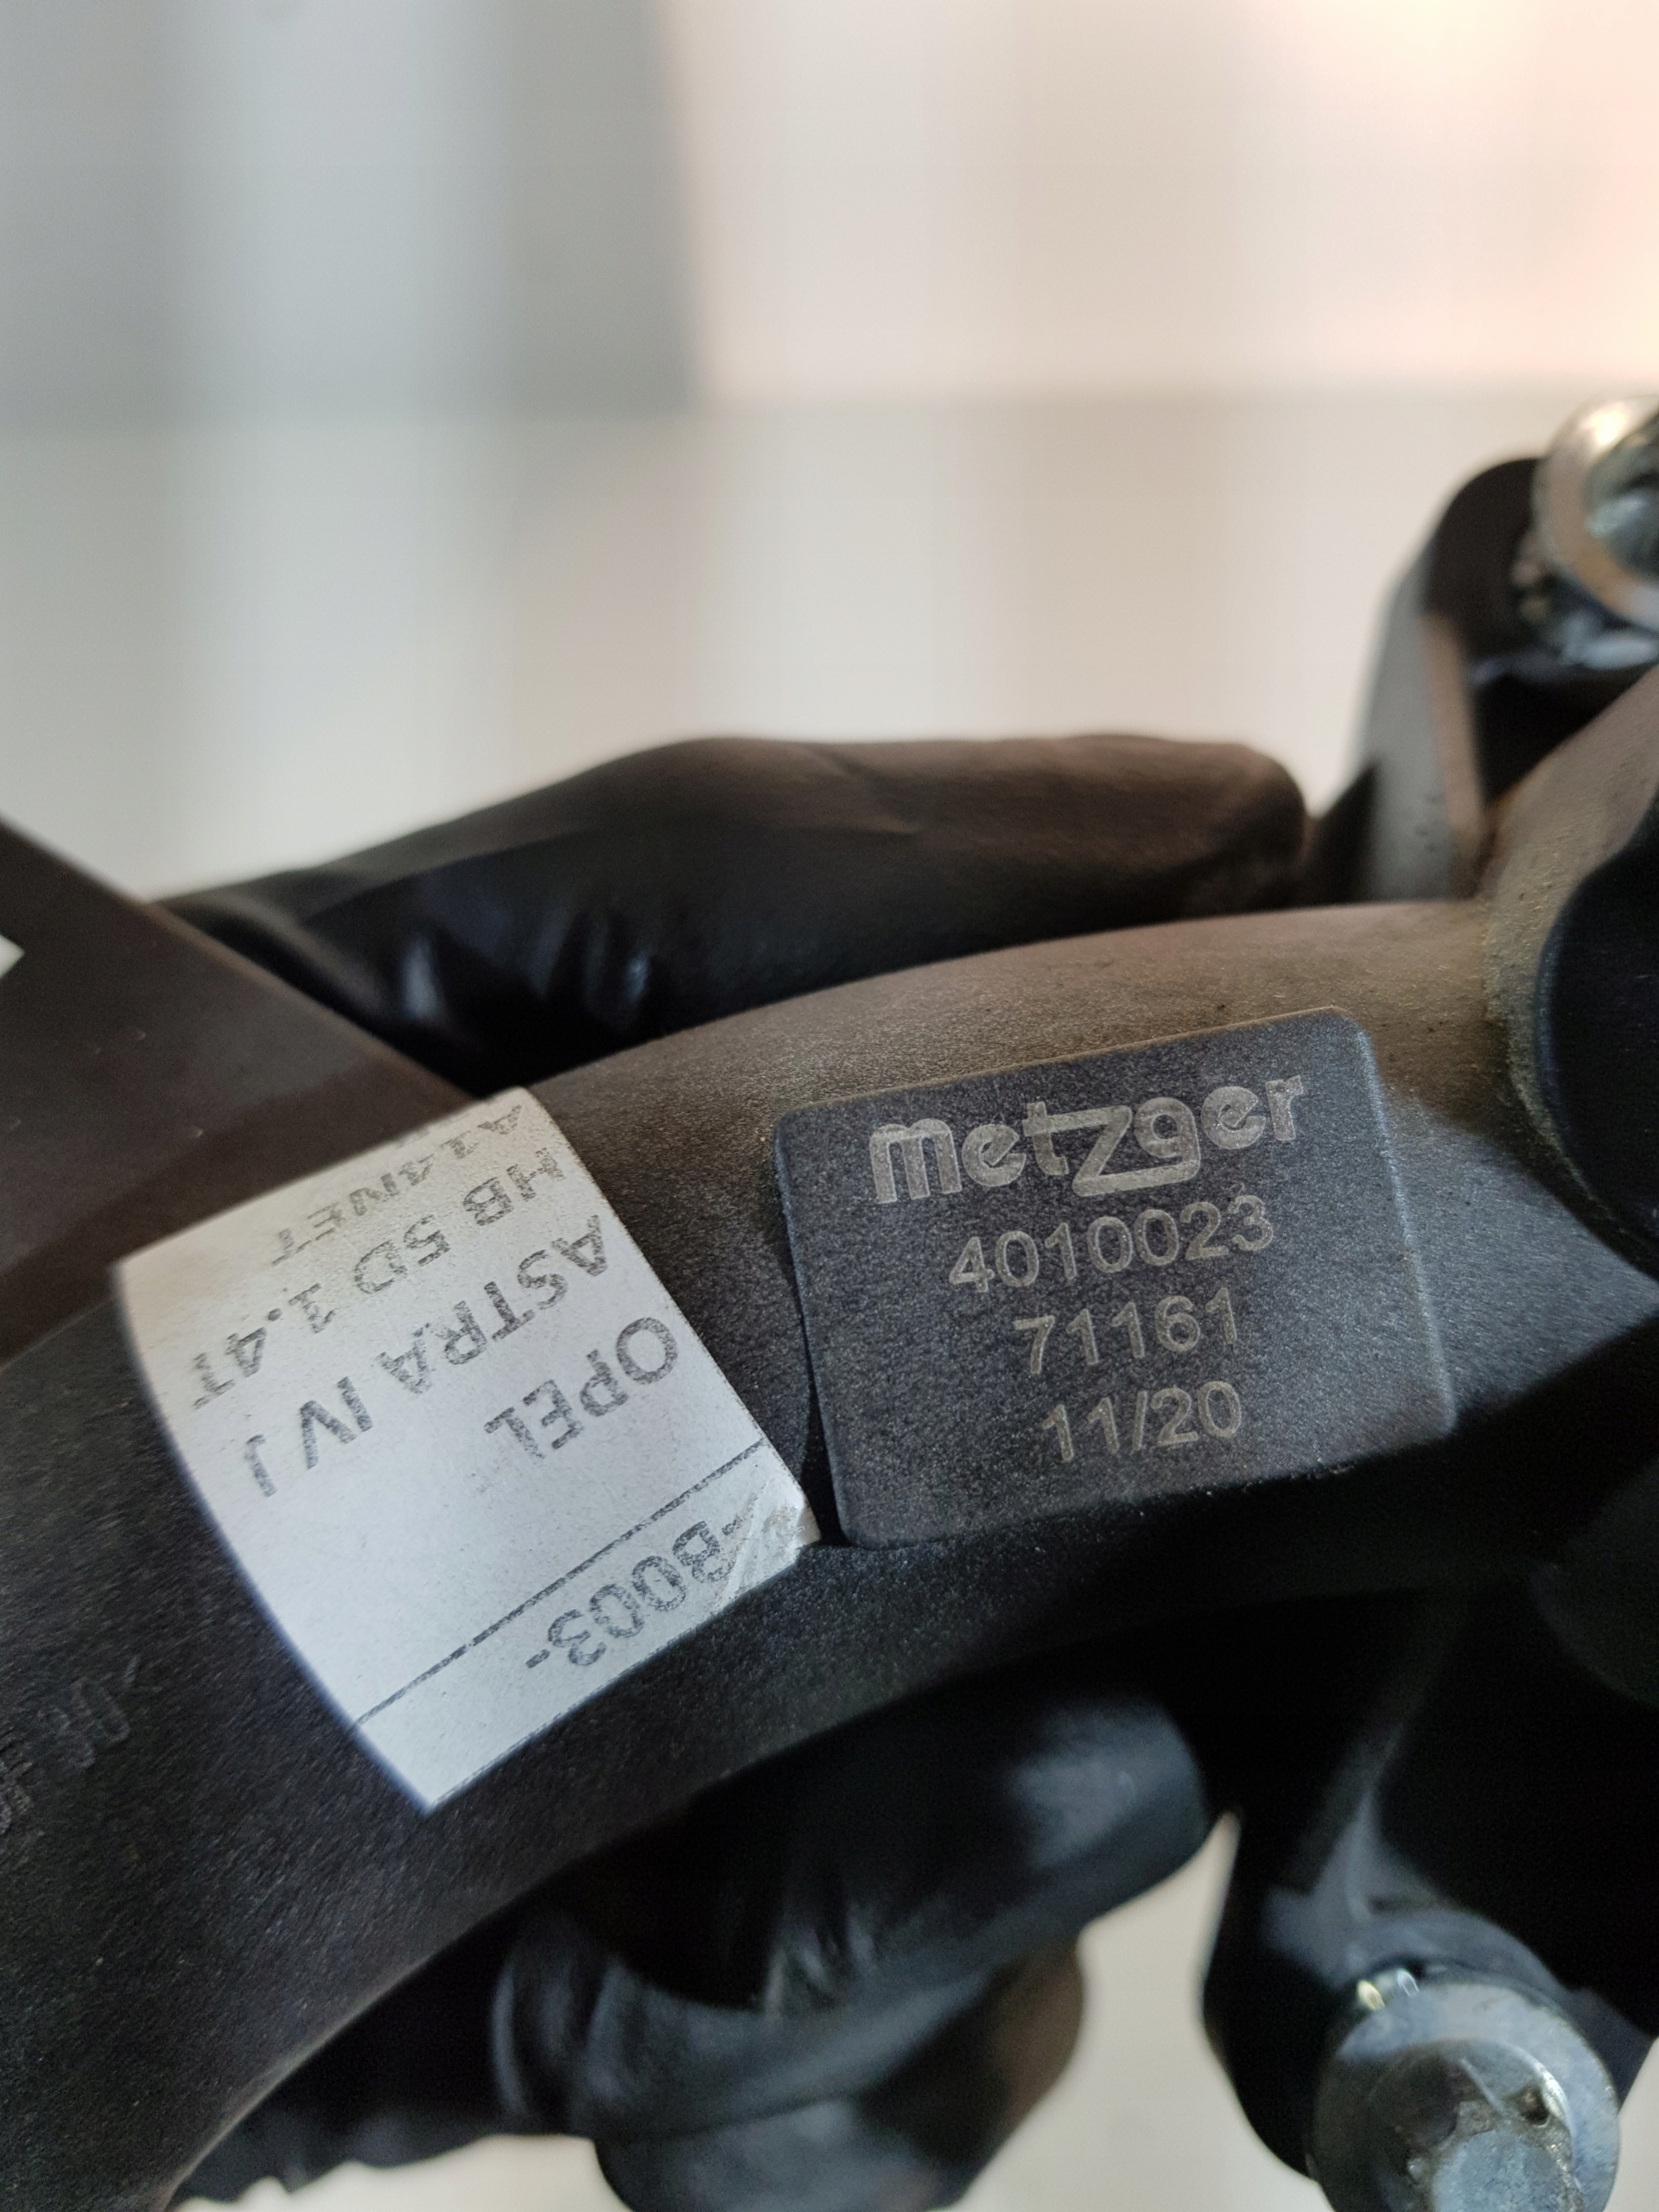 metzger
4010023
71161
11/20
-B003-
OPEL
ASTRA IV J
HB 5D 1.4T
A14NET